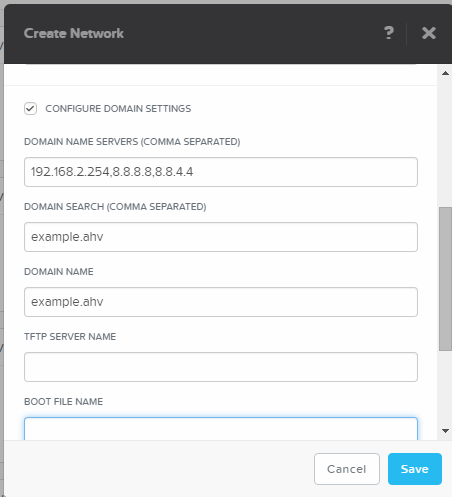 Create Network
?
CONFIGURE DOMAIN SETTINGS
DOMAIN NAME SERVERS (COMMA SEPARATED)
192.168.2.254,8.8.8.8,8.8.4.4
DOMAIN SEARCH (COMMA SEPARATED)
example.ahv
DOMAIN NAME
example.ahv
TFTP SERVER NAME
BOOT FILE NAME
Cancel Save